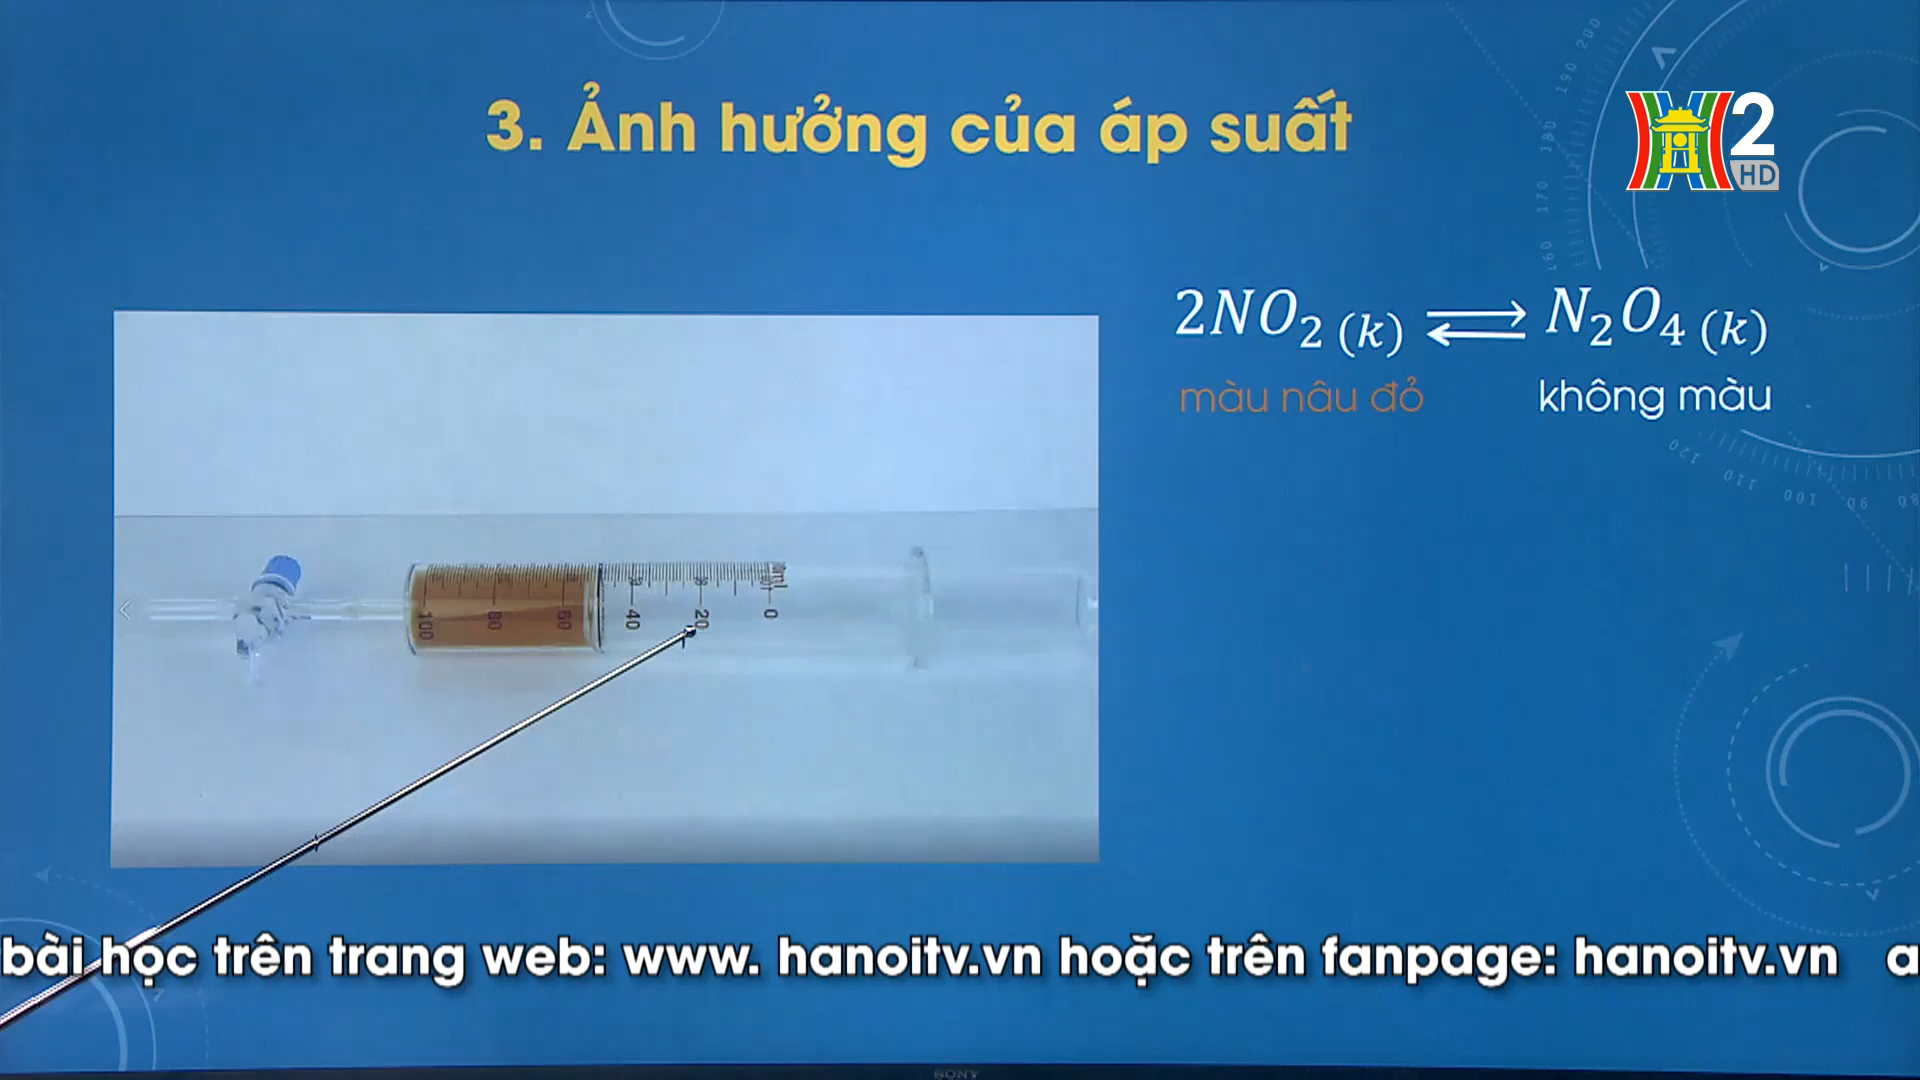 3. Ảnh hưởng của áp suất
2
HD
2NO₂ (k) ⇌ N₂O₄ (k)
màu nâu đỏ
không màu
100 80 60 40 20 0
bài học trên trang web: www. hanoitv.vn hoặc trên fanpage: hanoitv.vn a
SONY